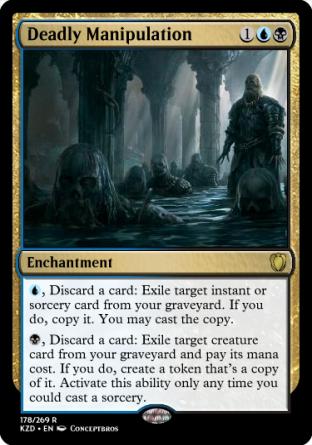 Deadly Manipulation 1
Enchantment
, Discard a card: Exile target instant or
sorcery card from your graveyard. If you
do, copy it. You may cast the copy.
, Discard a card: Exile target creature
card from your graveyard and pay its mana
cost. If you do, create a token that's a copy
of it. Activate this ability only any time you
could cast a sorcery.
178/269 R
KZD • EN CONCEPTBROS